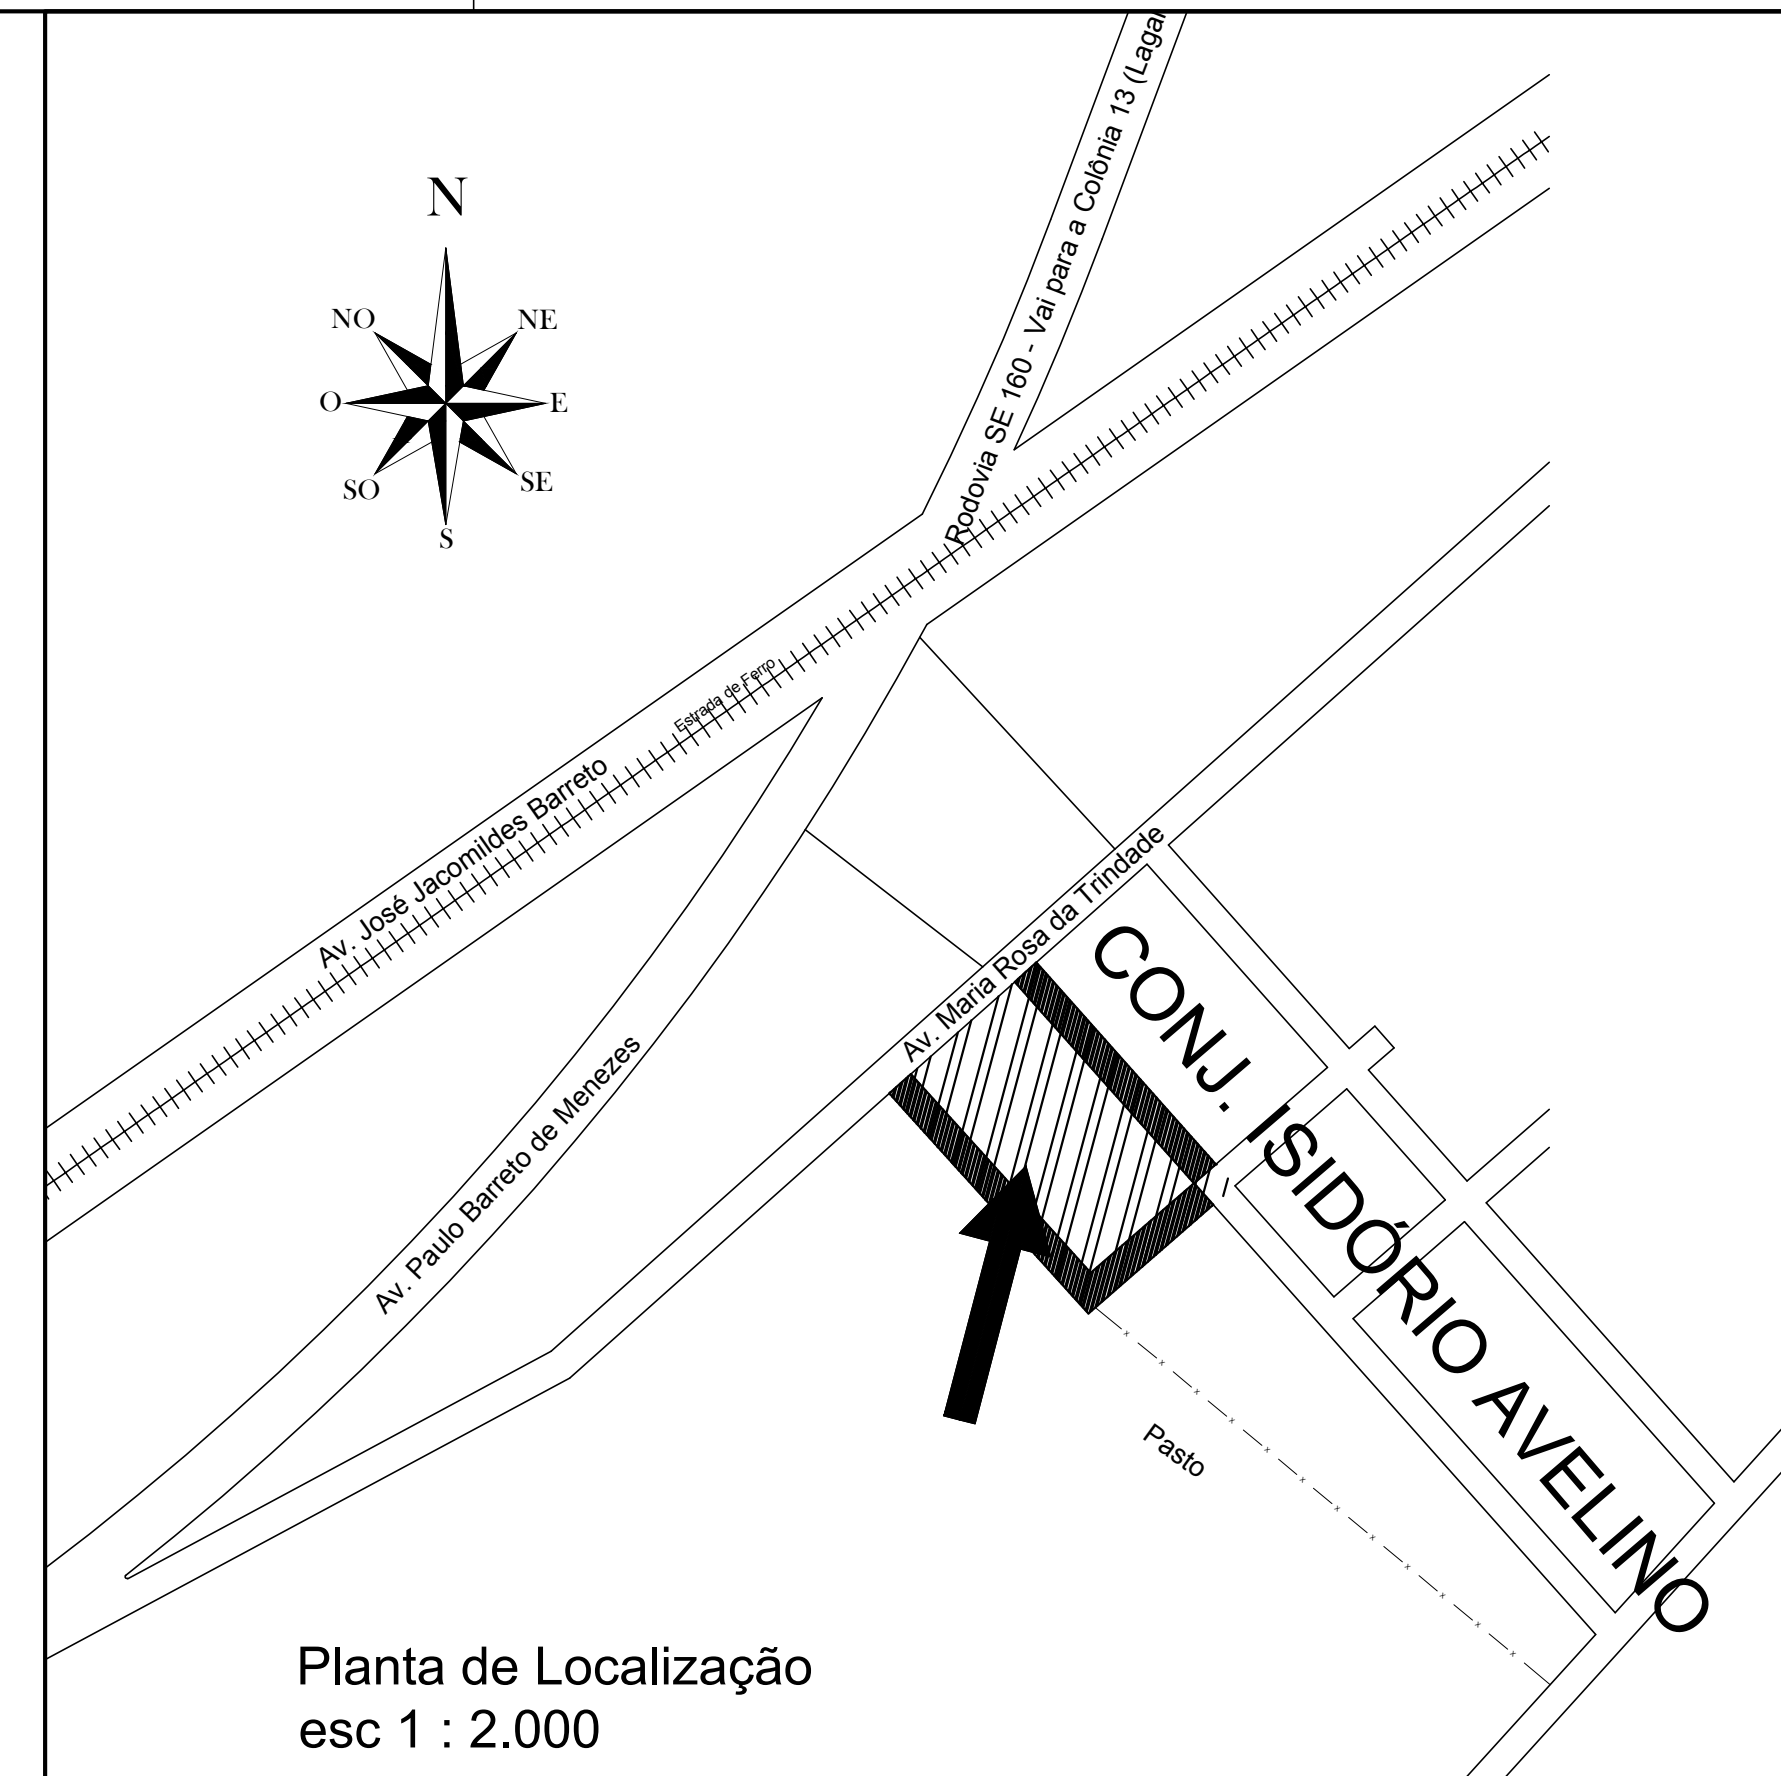 Rodovia SE 160 - Vai para a Colônia 13 (Lagar
N
NO
NE
O
E
SO
SE
S
Estrada de Ferro
Av. José Jacomildes Barreto
Av. Maria Rosa da Trindade
CONJ. ISIDÓRIO AVELINO
Av. Paulo Barreto de Menezes
Pasto
Planta de Localização
esc 1 : 2.000